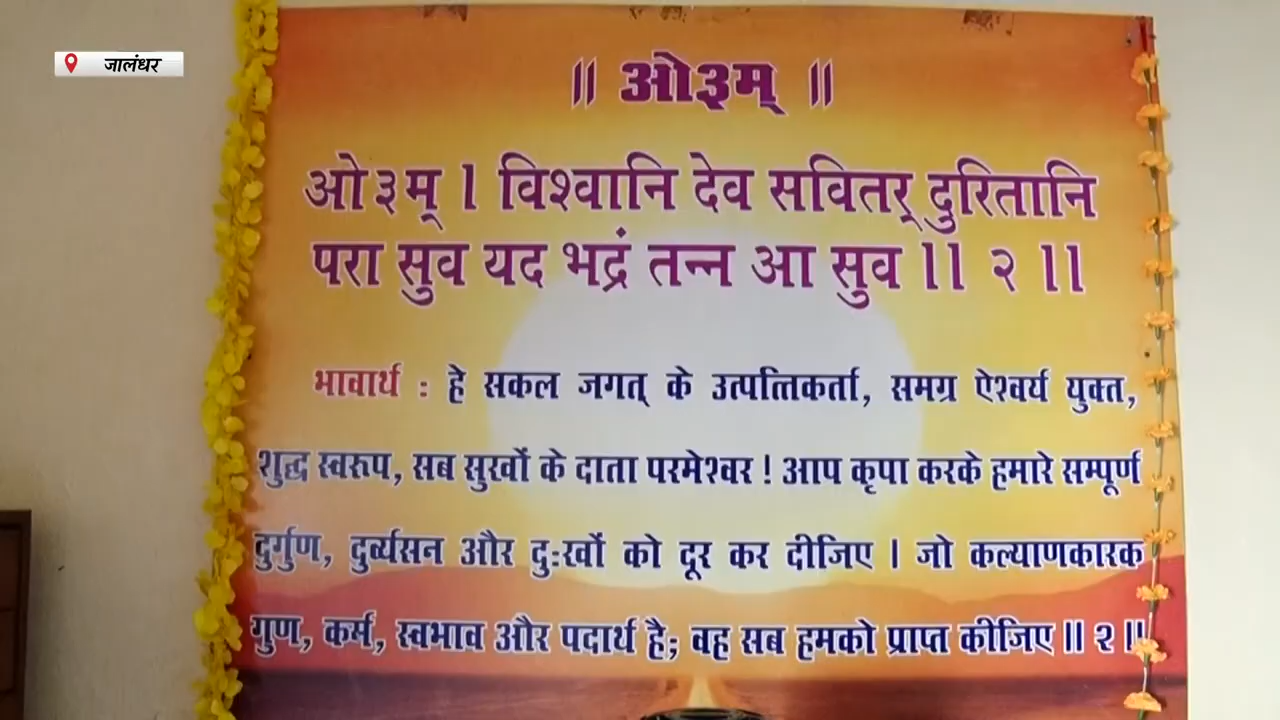 जालंधर
॥ ओ३म् ॥
ओ३म् । विश्वानि देव सवितर् दुरितानि
परा सुव यद भद्रं तन्न आ सुव ।। २ ।।
भावार्थ : हे सकल जगत् के उत्पत्तिकर्ता, समग्र ऐश्वर्य युक्त,
शुद्ध स्वरूप, सब सुखों के दाता परमेश्वर ! आप कृपा करके हमारे सम्पूर्ण
दुर्गुण, दुर्व्यसन और दुःखों को दूर कर दीजिए । जो कल्याणकारक
गुण, कर्म, स्वभाव और पदार्थ है; वह सब हमको प्राप्त कीजिए ॥ २ ॥